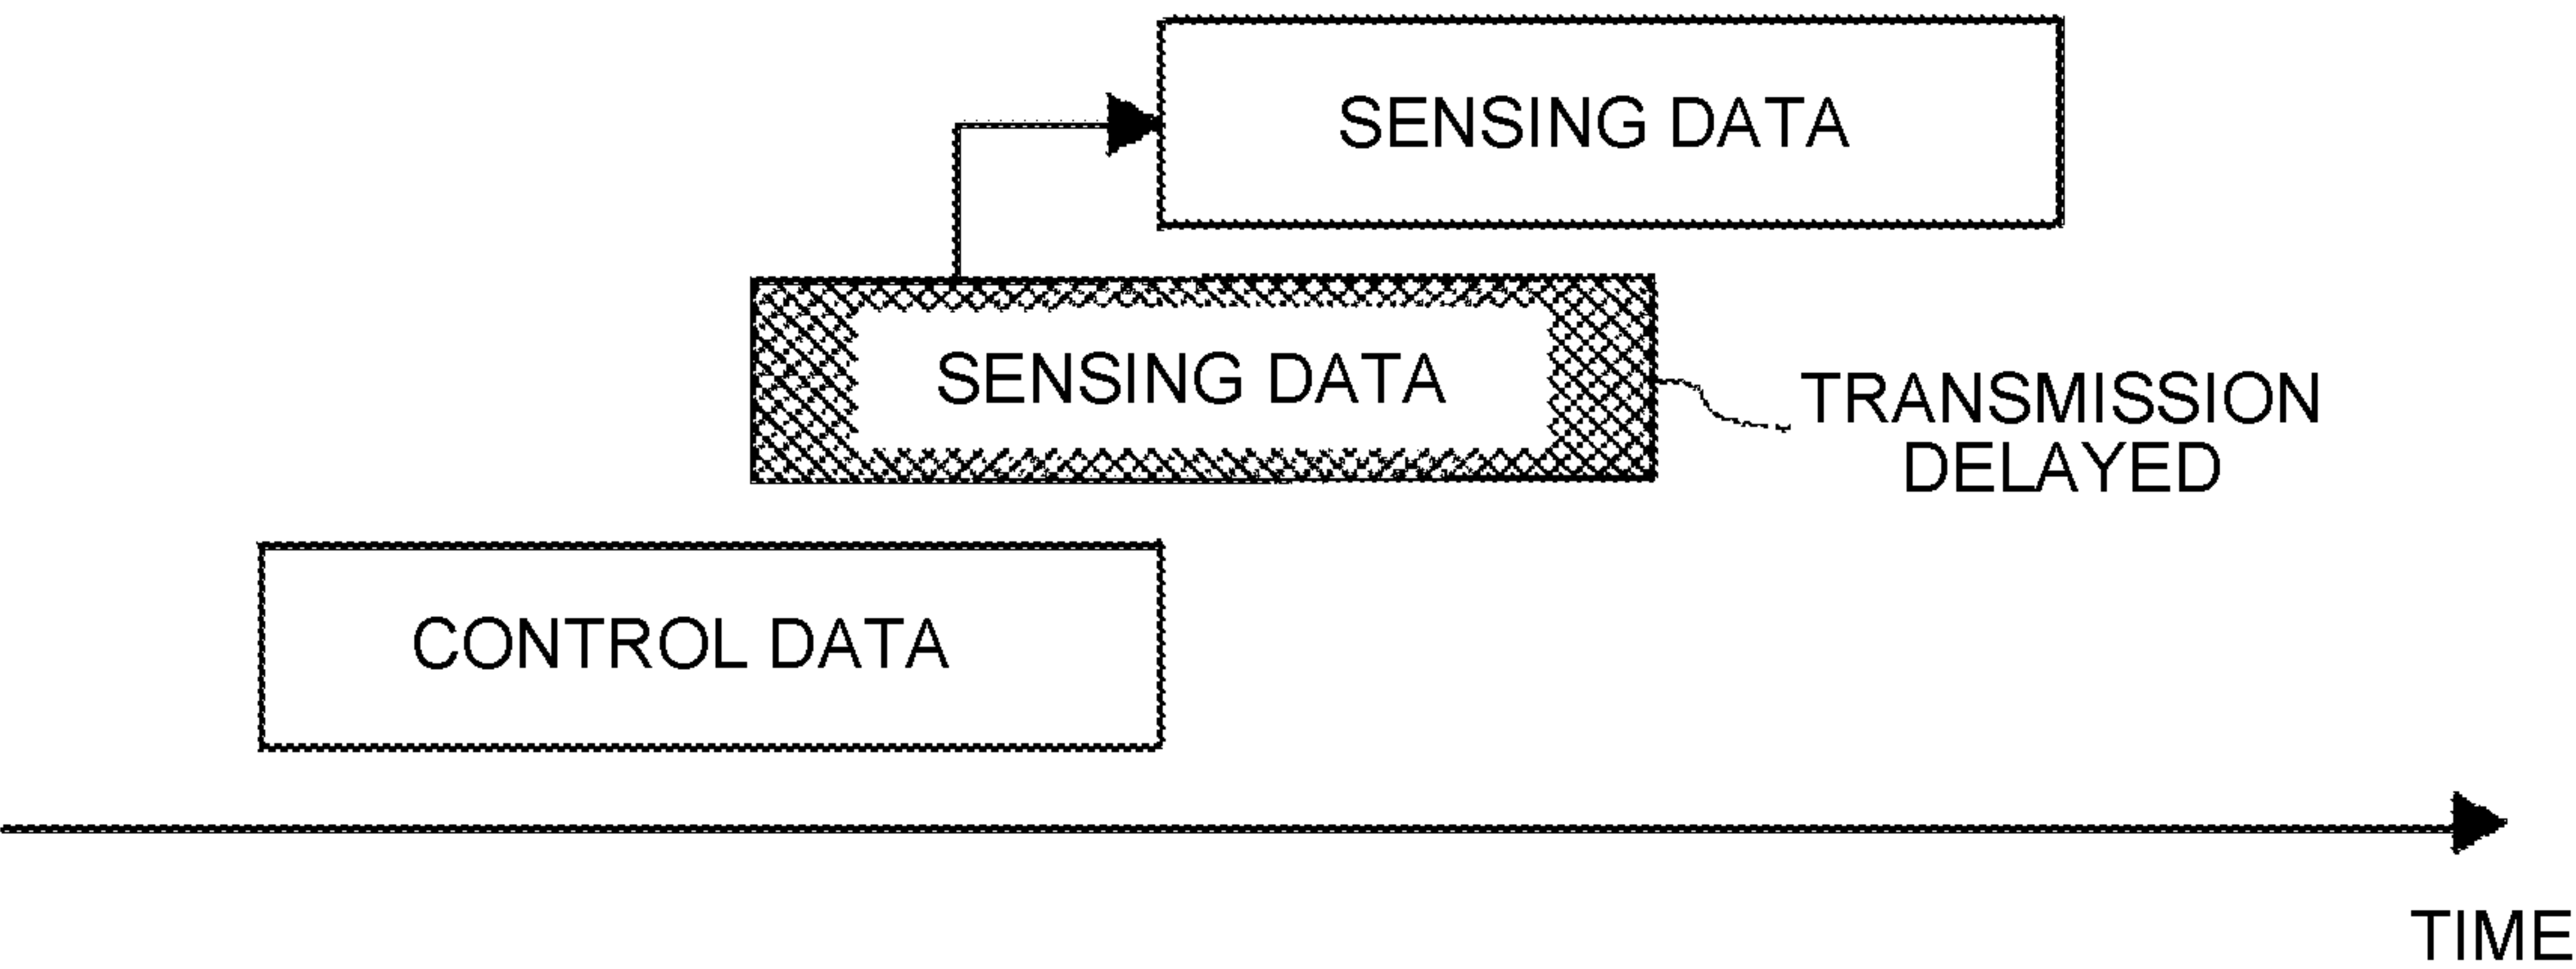 SENSING DATA
SENSING DATA
TRANSMISSION
DELAYED
CONTROL DATA
TIME